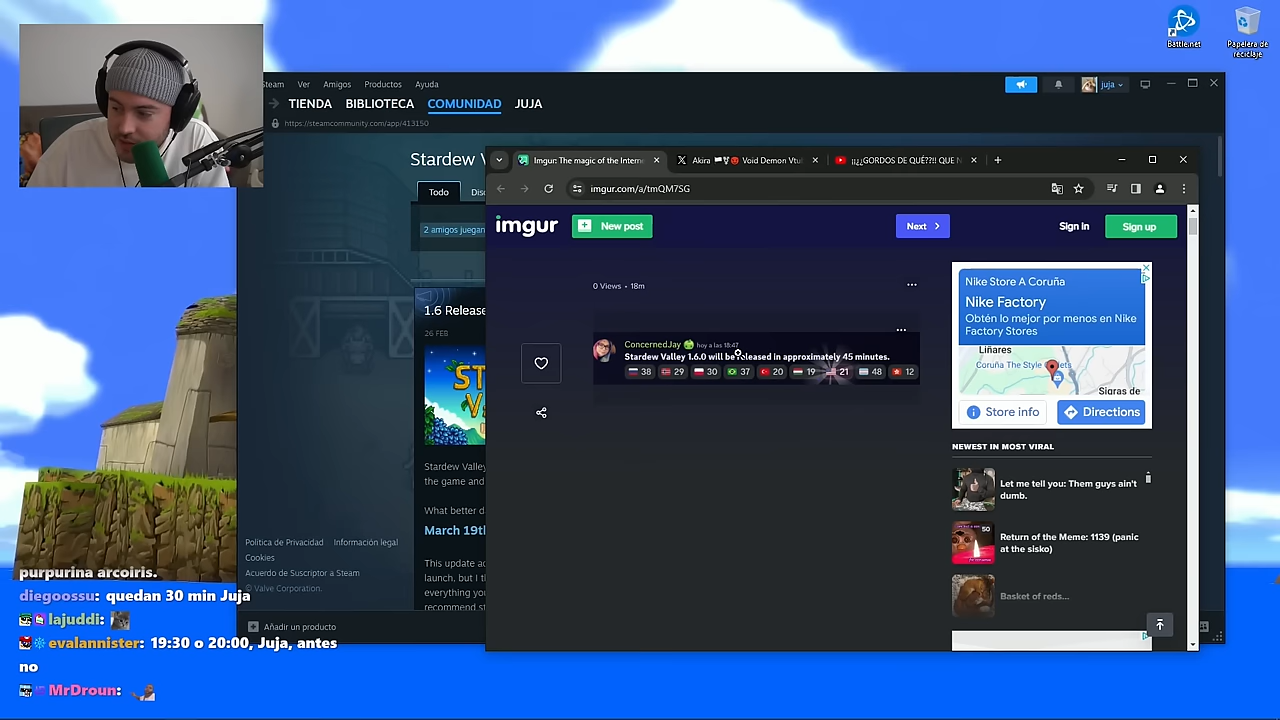 Battle.net
Papelera de
reciclaje
Steam Ver Amigos Productos Ayuda
juja
TIENDA BIBLIOTECA COMUNIDAD JUJA
https://steamcommunity.com/app/413150
Stardew V
Todo
2 amigos juegan
1.6 Release
26 FEB
Stardew Valley
the game and
What better d
March 19th
This update ac
launch, but I t
everything you
recommend st
Política de Privacidad Información legal
Cookies
Acuerdo de Suscriptor a Steam
© Valve Corporation.
Añadir un producto
Imgur: The magic of the Intern
Akira Void Demon Vtu
¡¡¿¿GORDOS DE QUÉ??!! QUE N
imgur.com/a/tmQM7SG
imgur
New post
Next
Sign in
Sign up
0 Views • 18m
ConcernedJay hoy a las 18:47
Stardew Valley 1.6.0 will be released in approximately 45 minutes.
38 29 30 37 20 19 21 48 12
Nike Store A Coruña
Nike Factory
Obtén lo mejor por menos en Nike
Factory Stores
Liñares
Coruña The Style
Sigras de
Store info
Directions
NEWEST IN MOST VIRAL
Let me tell you: Them guys ain't
dumb.
Return of the Meme: 1139 (panic
at the sisko)
Basket of reds...
purpurina arcoiris.
diegoossu: quedan 30 min Juja
lajuddi:
evalannister: 19:30 o 20:00, Juja, antes
no
MrDroun: